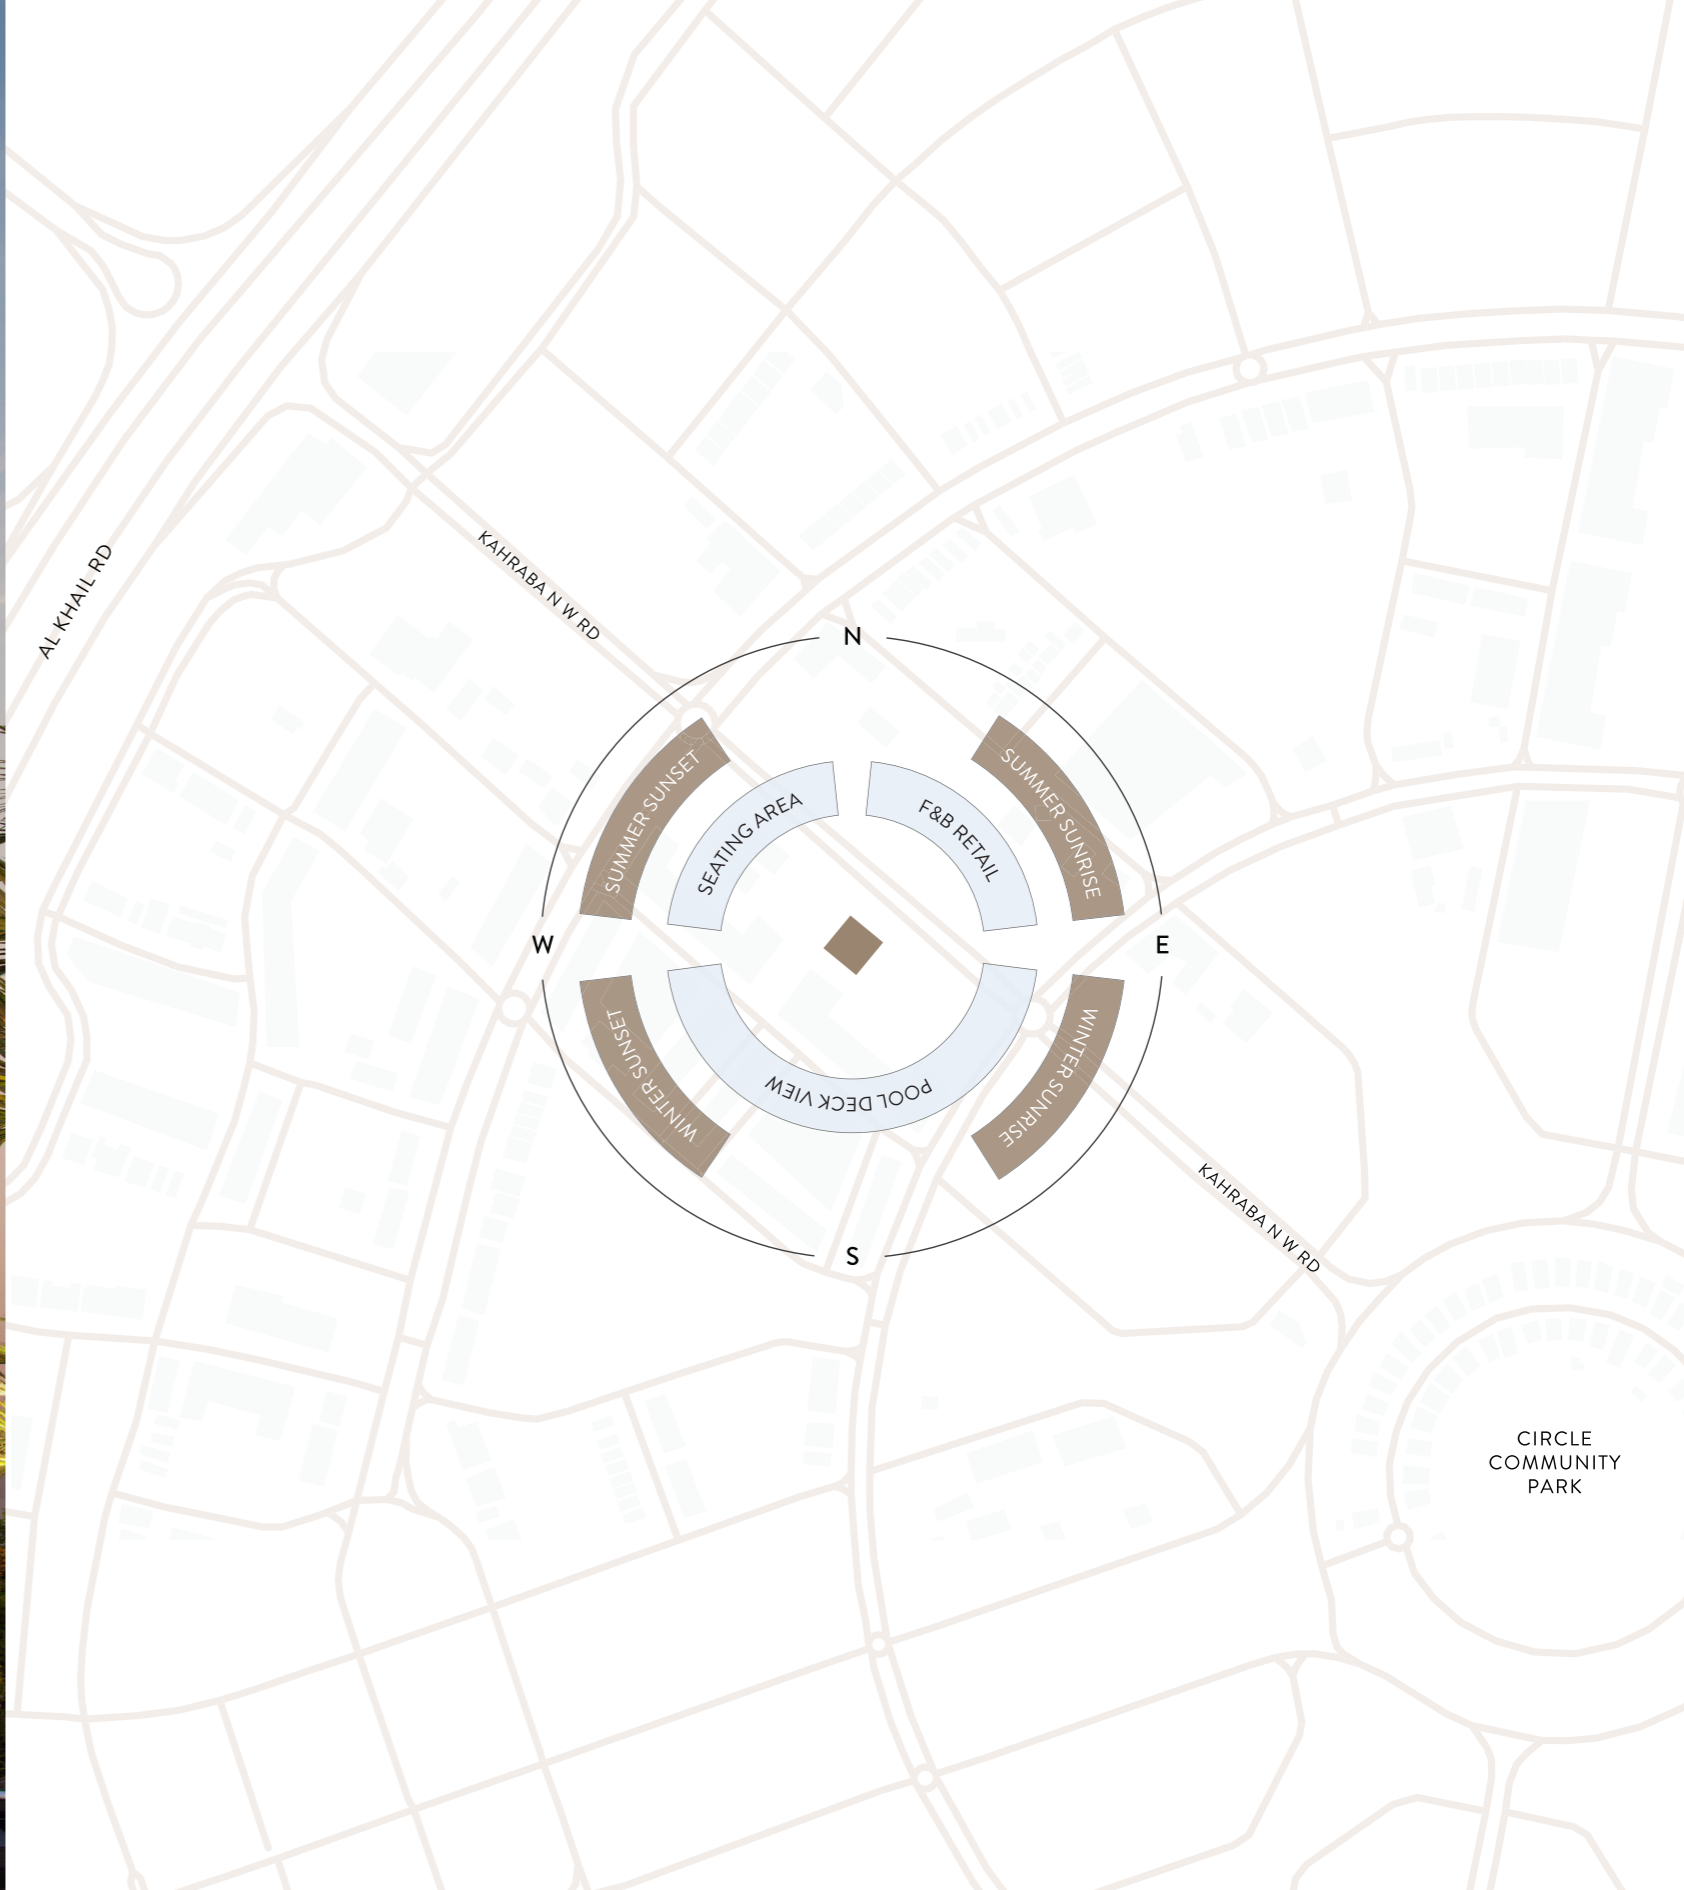 KAHRABA N W RD
AL KHAIL RD
N
SUMMER SUNSET
SUMMER SUNRISE
SEATING AREA
F&B RETAIL
W
E
WINTER SUNSET
POOL DECK VIEW
WINTER SUNRISE
KAHRABA N W RD
S
CIRCLE
COMMUNITY
PARK